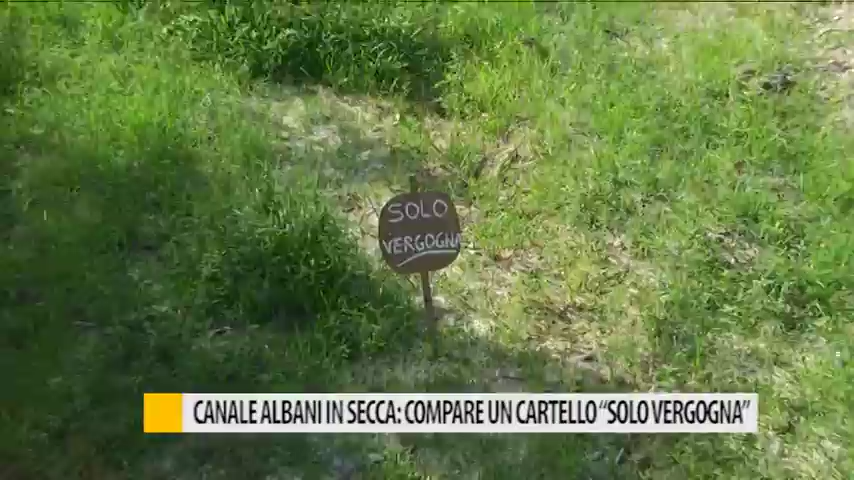 SOLO
VERGOGNA
CANALE ALBANI IN SECCA: COMPARE UN CARTELLO "SOLO VERGOGNA"